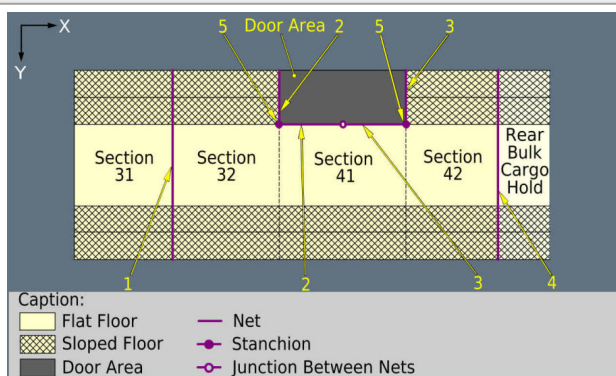 X
Y
5
Door Area
2
5
3
Section
31
Section
32
Section
41
Section
42
Rear
Bulk
Cargo
Hold
1
2
3
4
Caption:
Flat Floor
Net
Sloped Floor
Stanchion
Door Area
Junction Between Nets